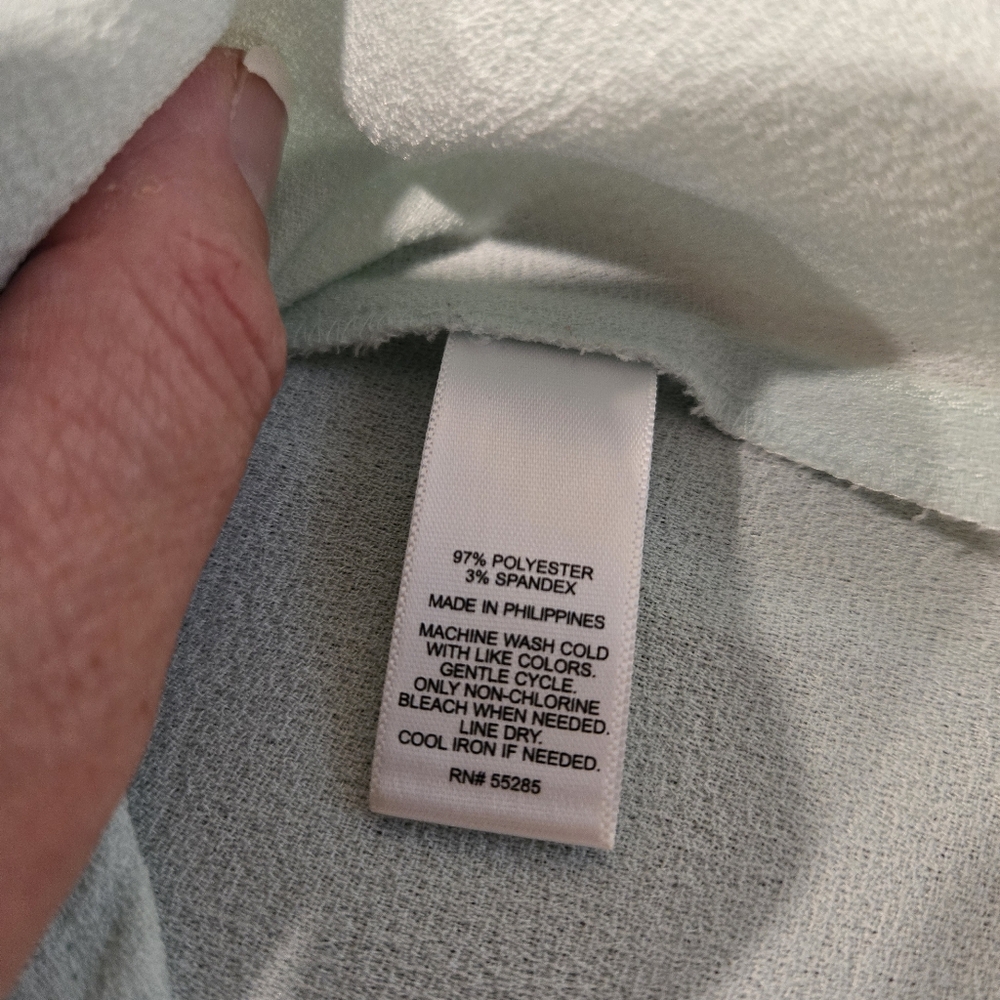 97% POLYESTER
3% SPANDEX
MADE IN PHILIPPINES
MACHINE WASH COLD
WITH LIKE COLORS.
GENTLE CYCLE.
ONLY NON-CHLORINE
BLEACH WHEN NEEDED.
LINE DRY.
COOL IRON IF NEEDED.
RN# 55285